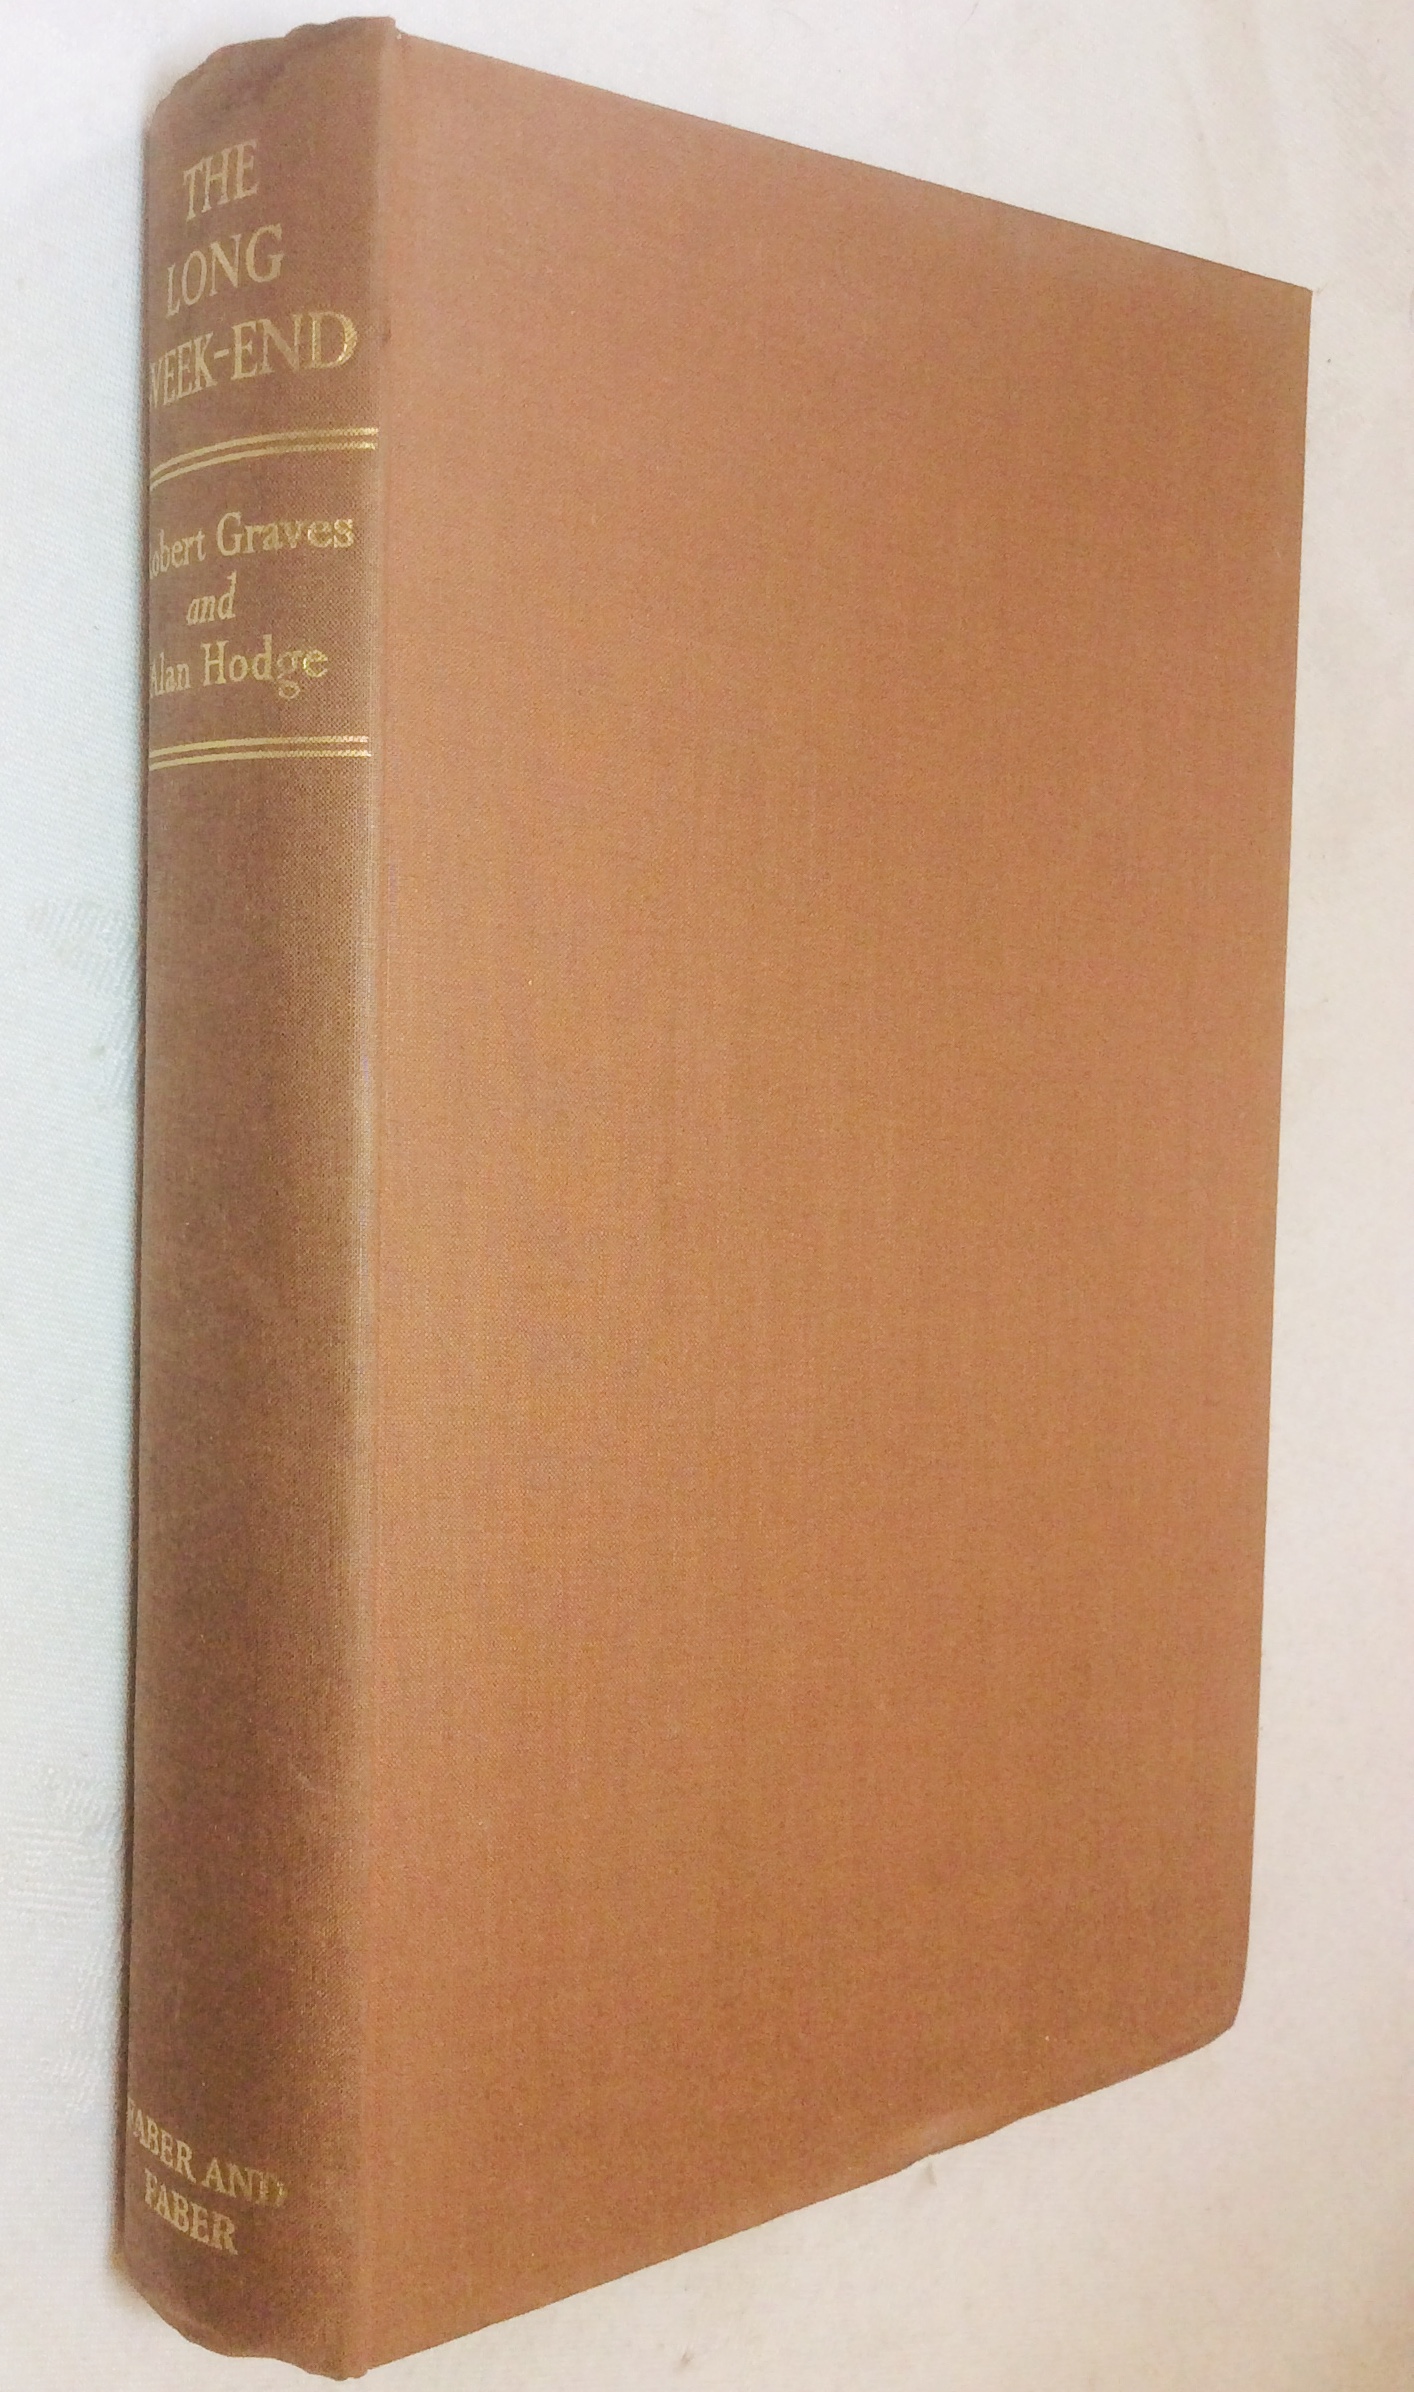 THE
LONG
WEEK-END
Robert Graves
and
Alan Hodge
FABER AND
FABER